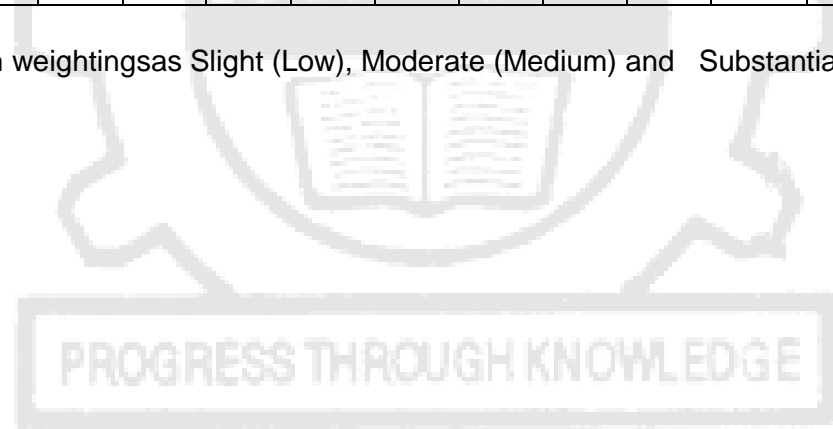 weightingsas Slight (Low), Moderate (Medium) and Substantia
PROGRESS THROUGH KNOWLEDGE